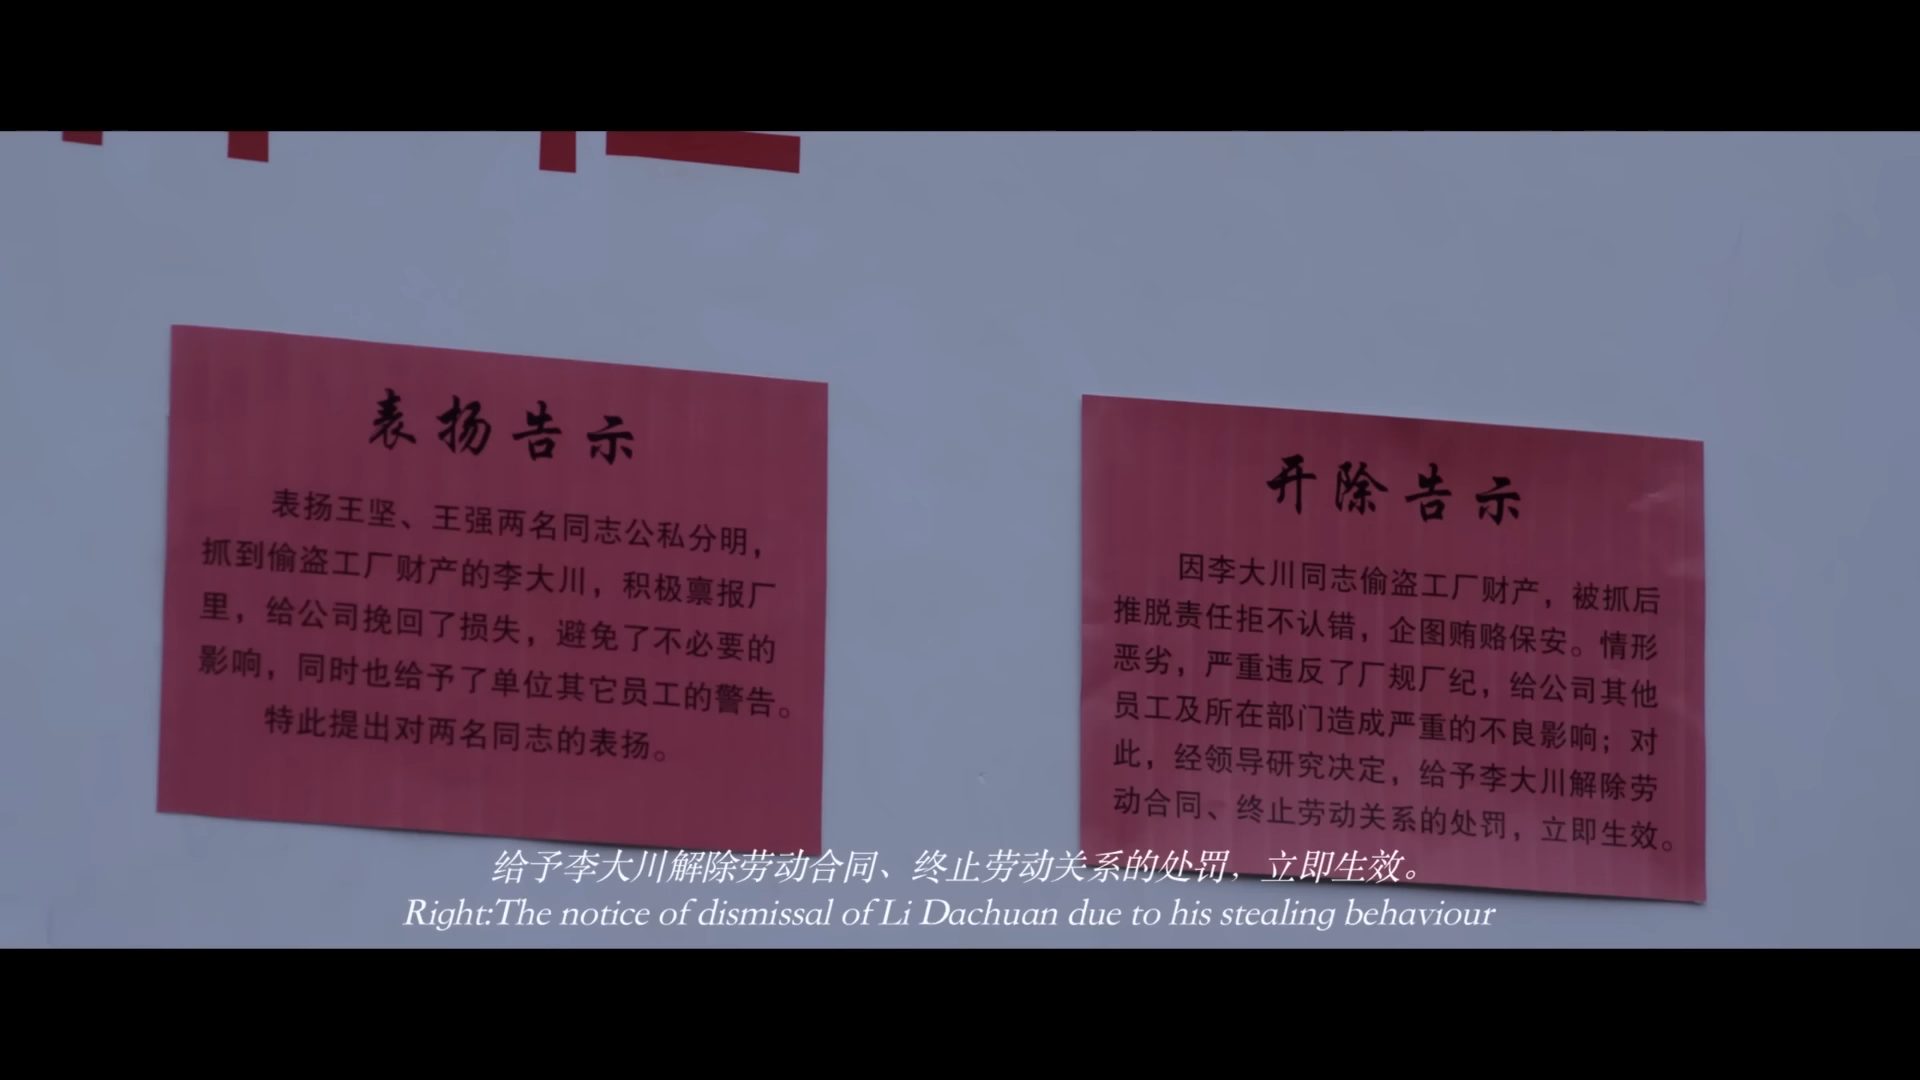 表扬告示
表扬王坚、王强两名同志公私分明，
抓到偷盗工厂财产的李大川，积极禀报厂
里，给公司挽回了损失，避免了不必要的
影响，同时也给予了单位其它员工的警告。
特此提出对两名同志的表扬。
开除告示
因李大川同志偷盗工厂财产，被抓后
推脱责任拒不认错，企图贿赂保安。情形
恶劣，严重违反了厂规厂纪，给公司其他
员工及所在部门造成严重的不良影响；对
此，经领导研究决定，给予李大川解除劳
动合同、终止劳动关系的处罚，立即生效。
给予李大川解除劳动合同、终止劳动关系的处罚，立即生效。
Right:The notice of dismissal of Li Dachuan due to his stealing behaviour